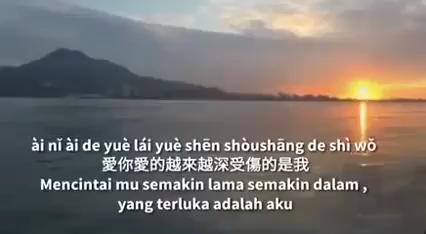 ài nǐ ài de yuè lái yuè shēn shòushāng de shì wǒ
愛你愛的越來越深受傷的是我
Mencintai mu semakin lama semakin dalam ,
yang terluka adalah aku